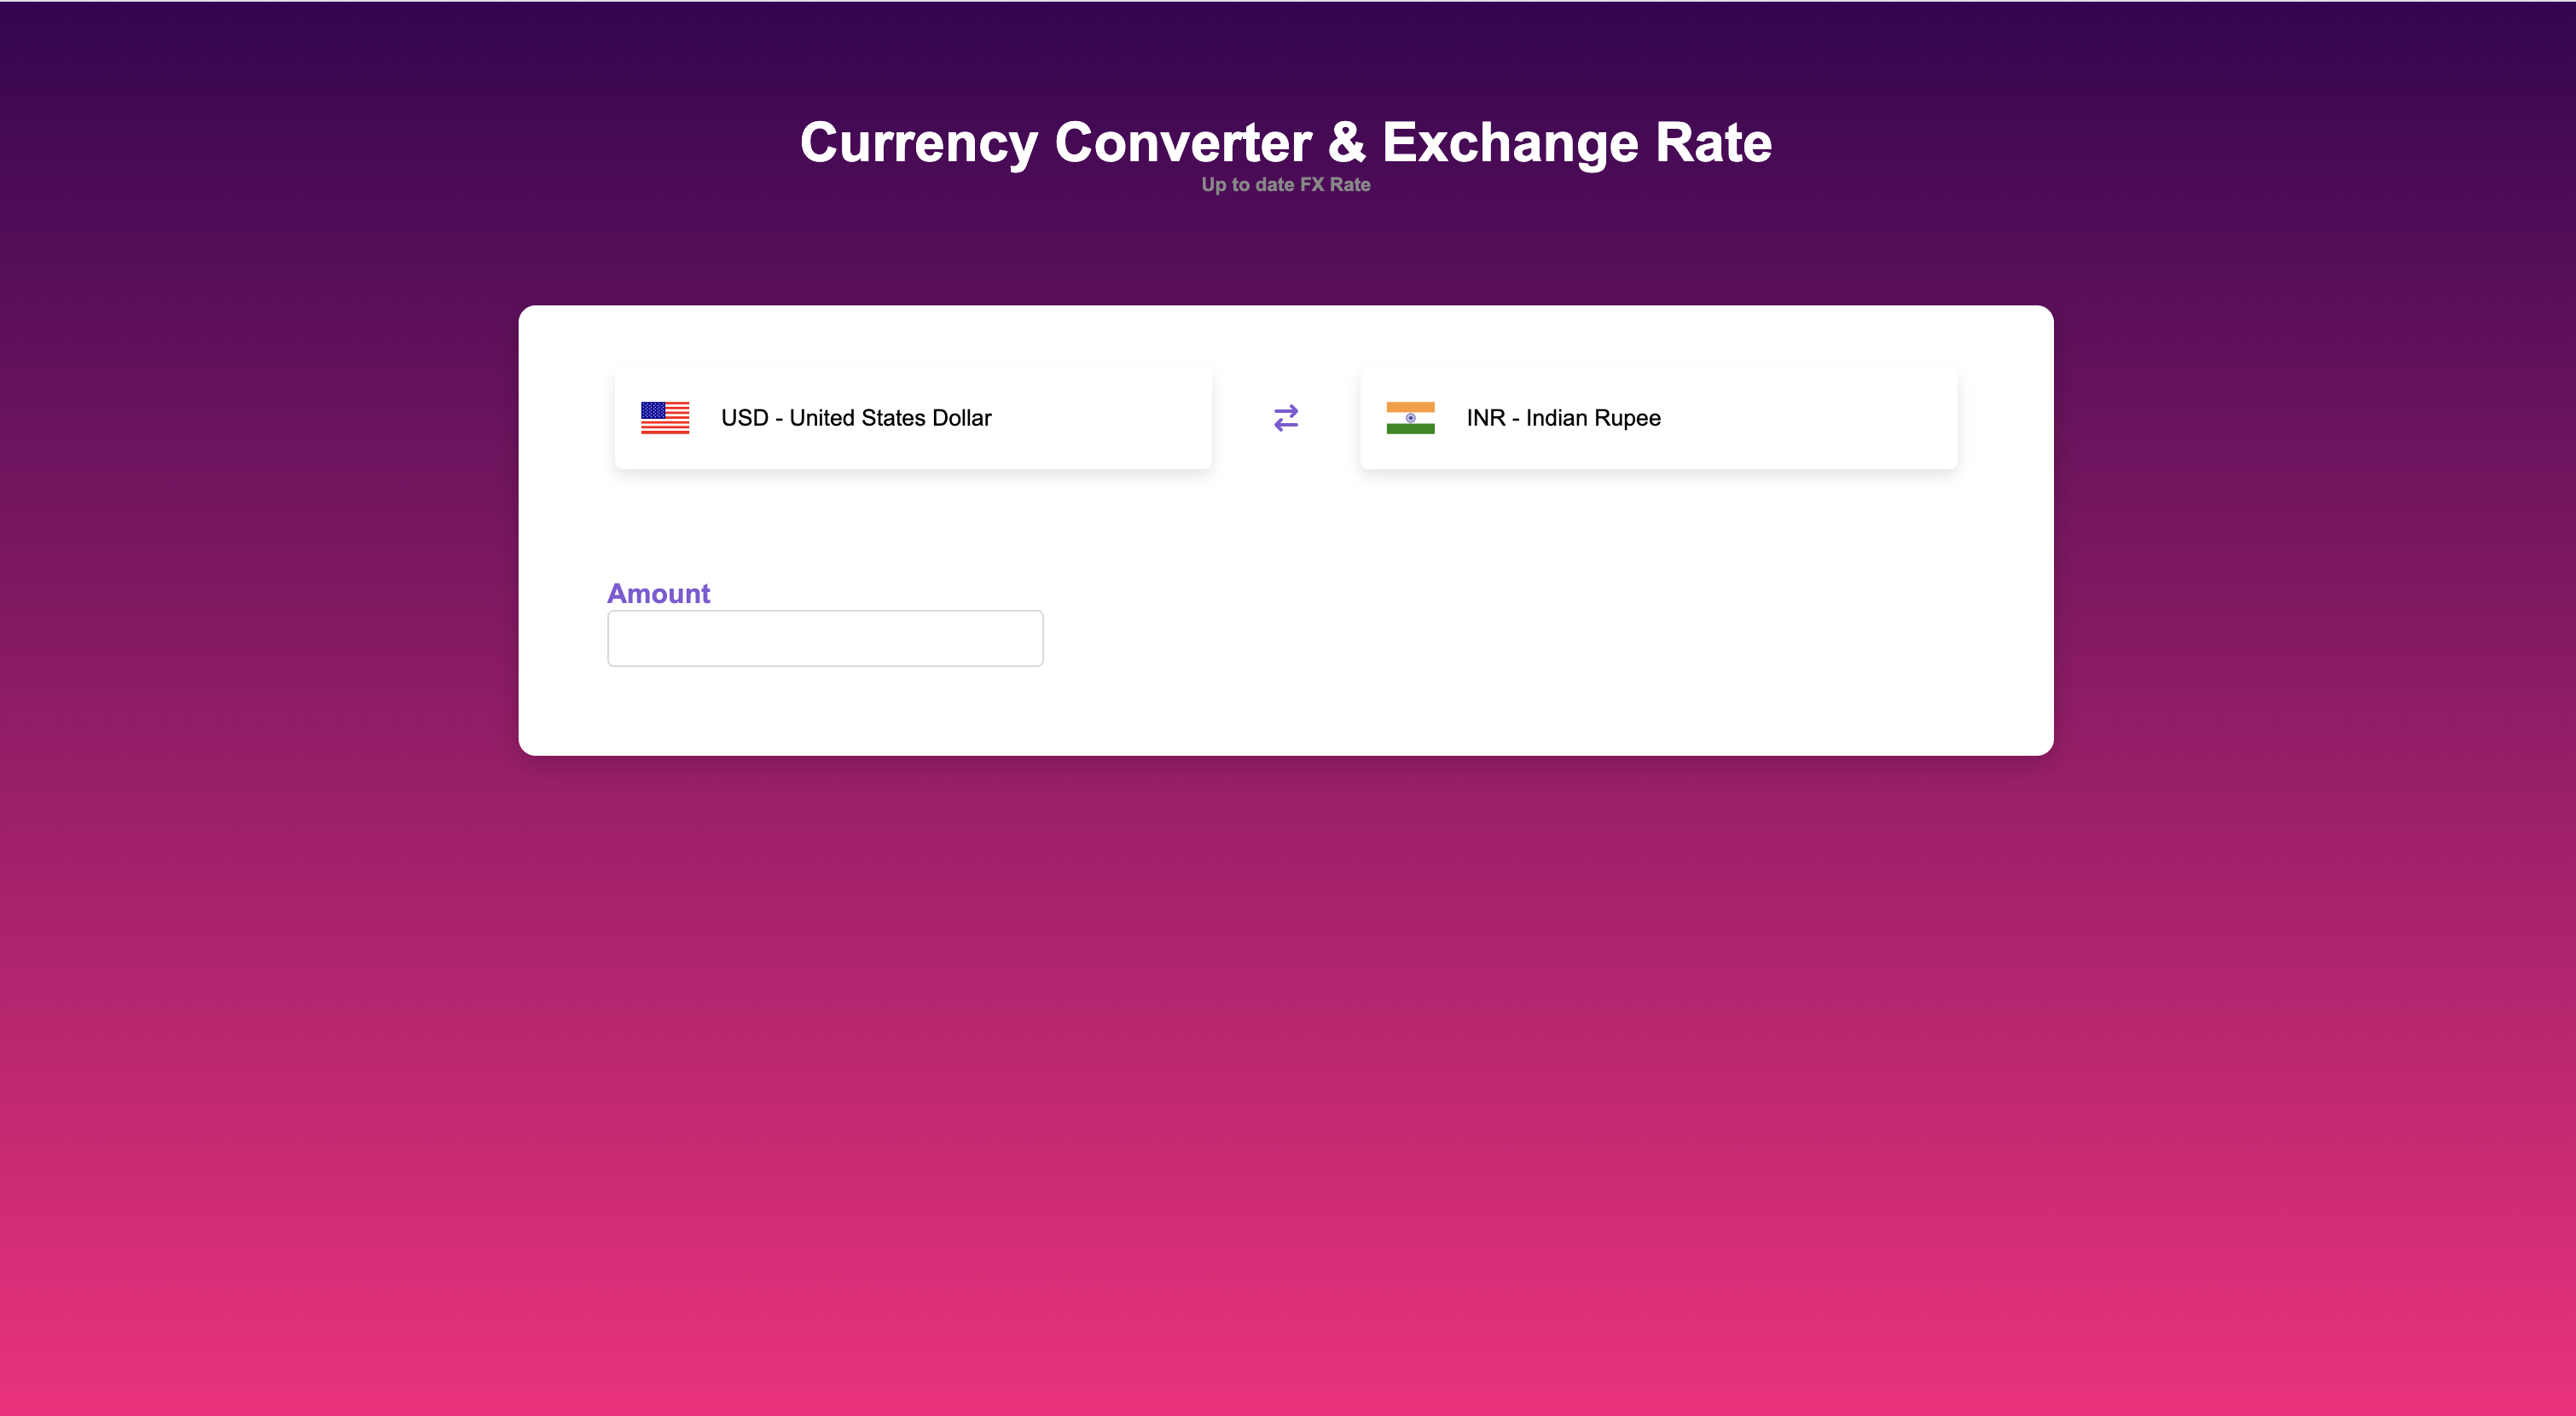 Currency Converter & Exchange Rate
Up to date FX Rate
USD - United States Dollar
INR - Indian Rupee
Amount